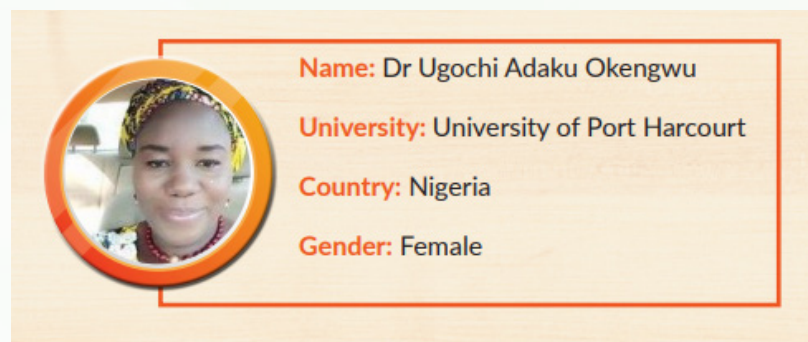 Name: Dr Ugochi Adaku Okengwu
University: University of Port Harcourt
Country: Nigeria
Gender: Female